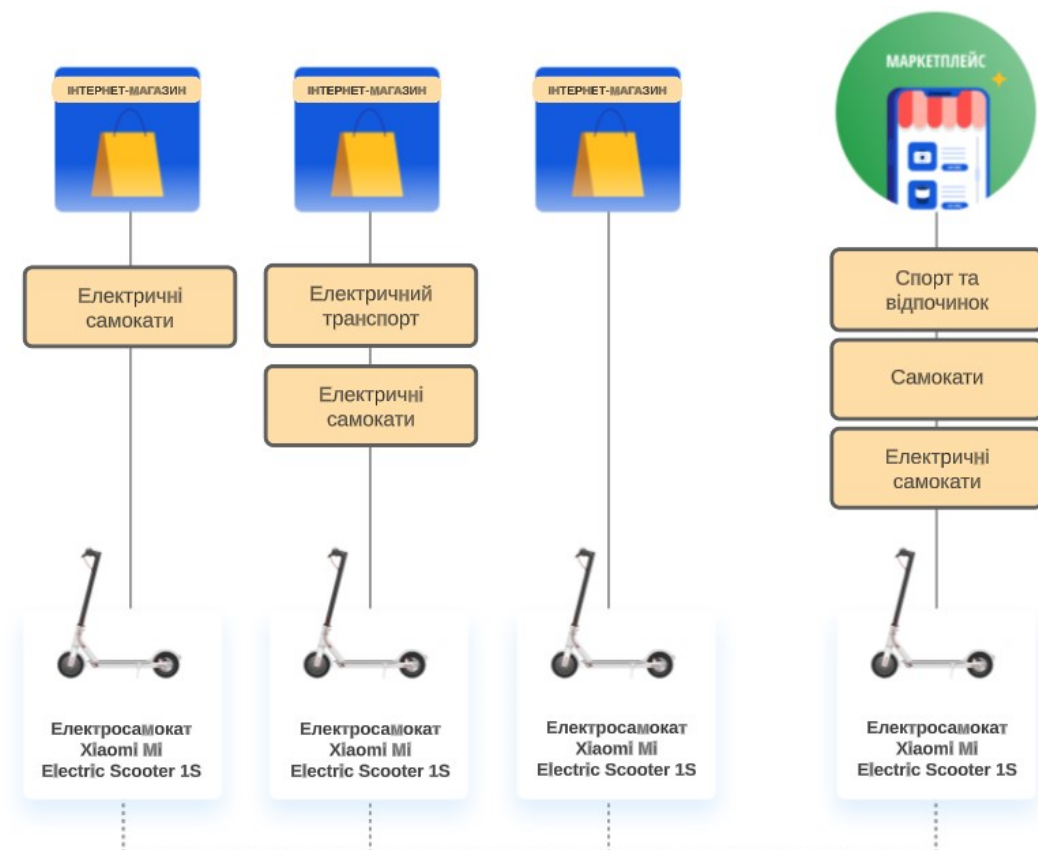 МАРКЕТПЛЕЙС
ІНТЕРНЕТ-МАГАЗИН
ІНТЕРНЕТ-МАГАЗИН
ІНТЕРНЕТ-МАГАЗИН
Електричні
самокати
Електричний
транспорт
Електричні
самокати
Спорт та
відпочинок
Самокати
Електричні
самокати
Електросамокат
Xiaomi Mi
Electric Scooter 1S
Електросамокат
Xiaomi Mi
Electric Scooter 1S
Електросамокат
Xiaomi Mi
Electric Scooter 1S
Електросамокат
Xiaomi Mi
Electric Scooter 1S